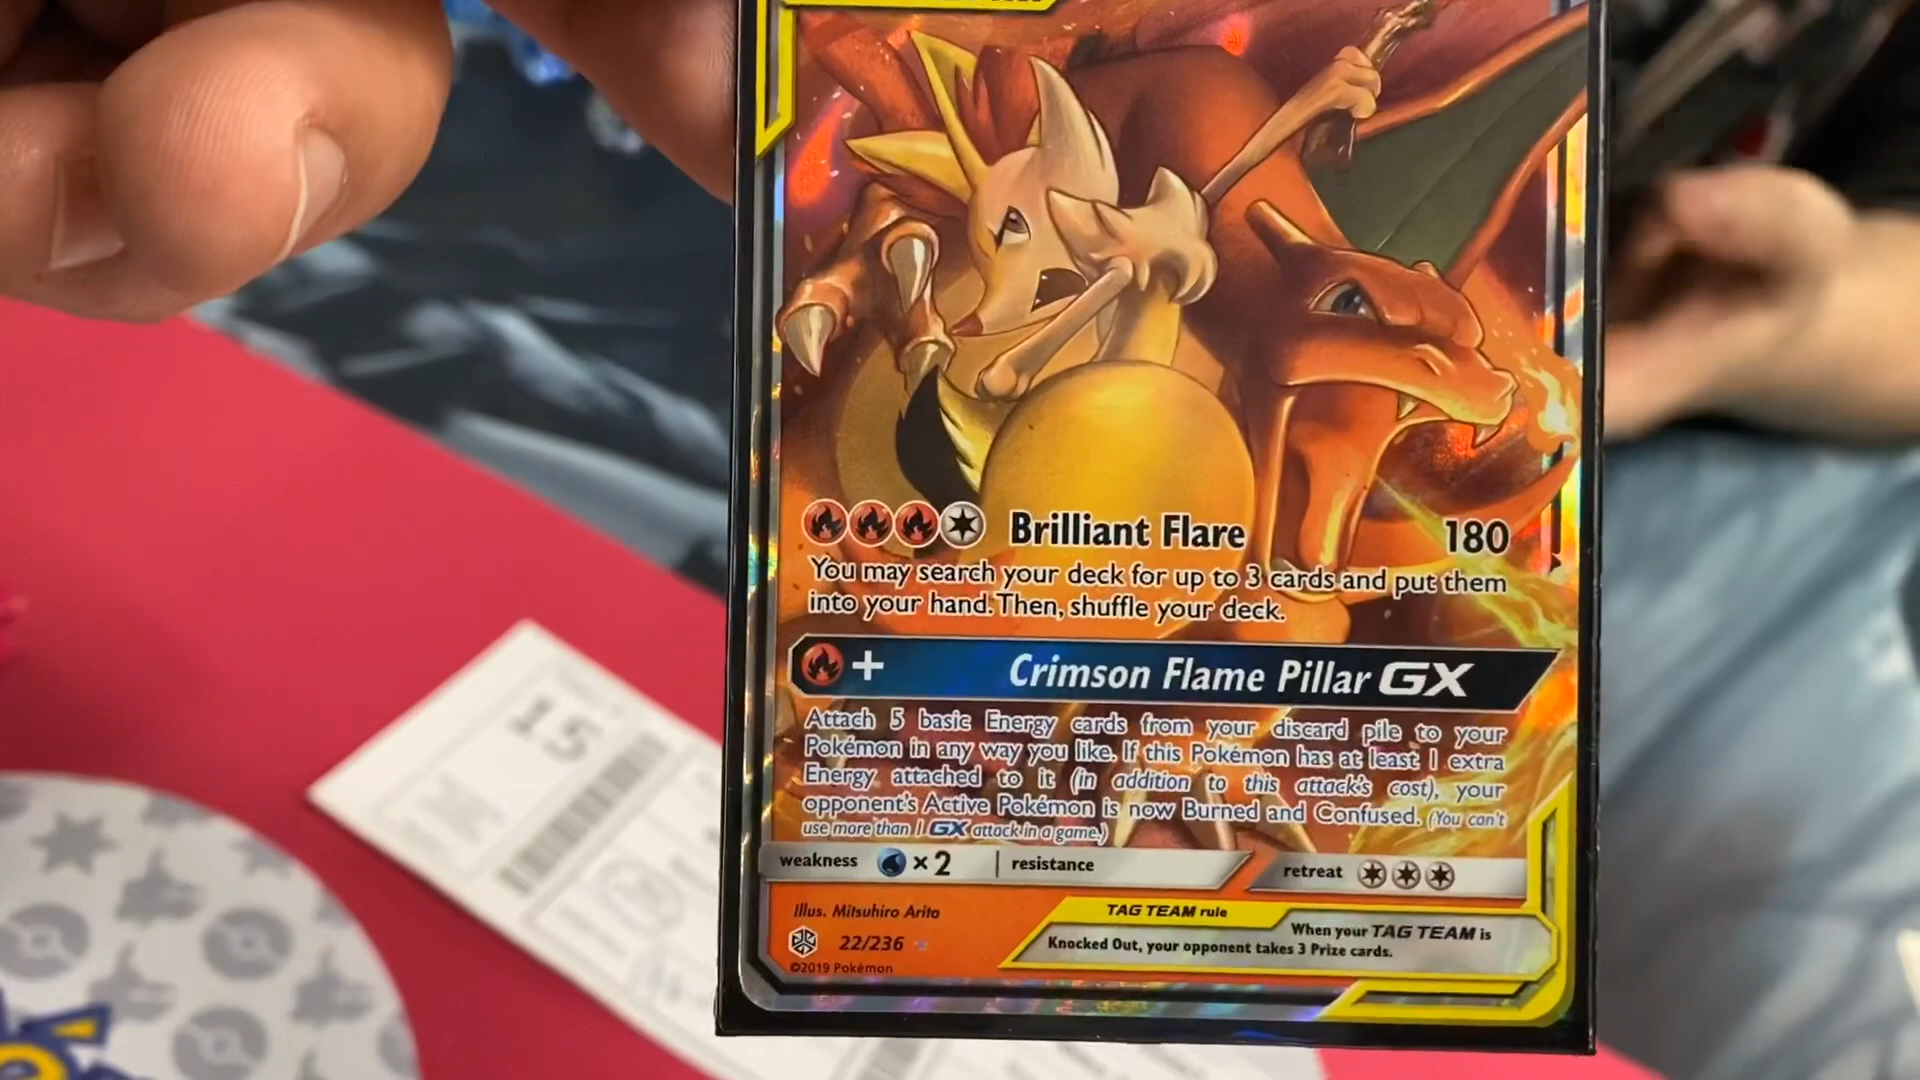 Brilliant Flare 180
You may search your deck for up to 3 cards and put them
into your hand. Then, shuffle your deck.
+ Crimson Flame Pillar GX
Attach 5 basic Energy cards from your discard pile to your
Pokémon in any way you like. If this Pokémon has at least 1 extra
Energy attached to it (in addition to this attack's cost), your
opponent's Active Pokémon is now Burned and Confused. (You can't
use more than 1 GX attack in a game.)
weakness ×2 resistance retreat
Illus. Mitsuhiro Arita
22/236
©2019 Pokémon
TAG TEAM rule
When your TAG TEAM is
Knocked Out, your opponent takes 3 Prize cards.
15